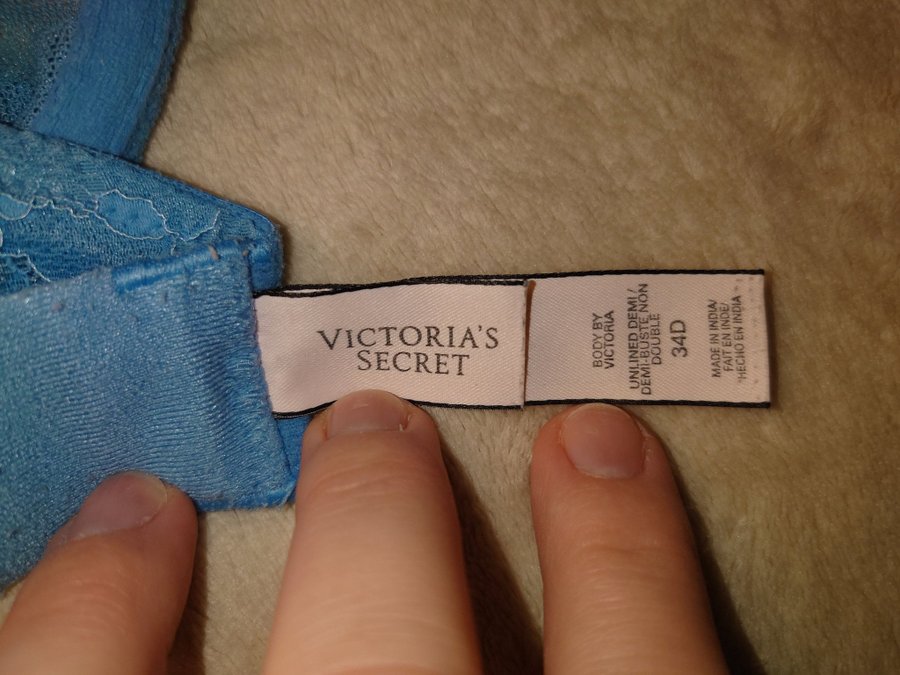 VICTORIA'S
SECRET
BODY BY
VICTORIA
UNLINED DEMI /
DEMI-BUSTE NON
DOUBLE
34D
MADE IN INDIA/
FAIT EN INDE/
HECHO EN INDIA